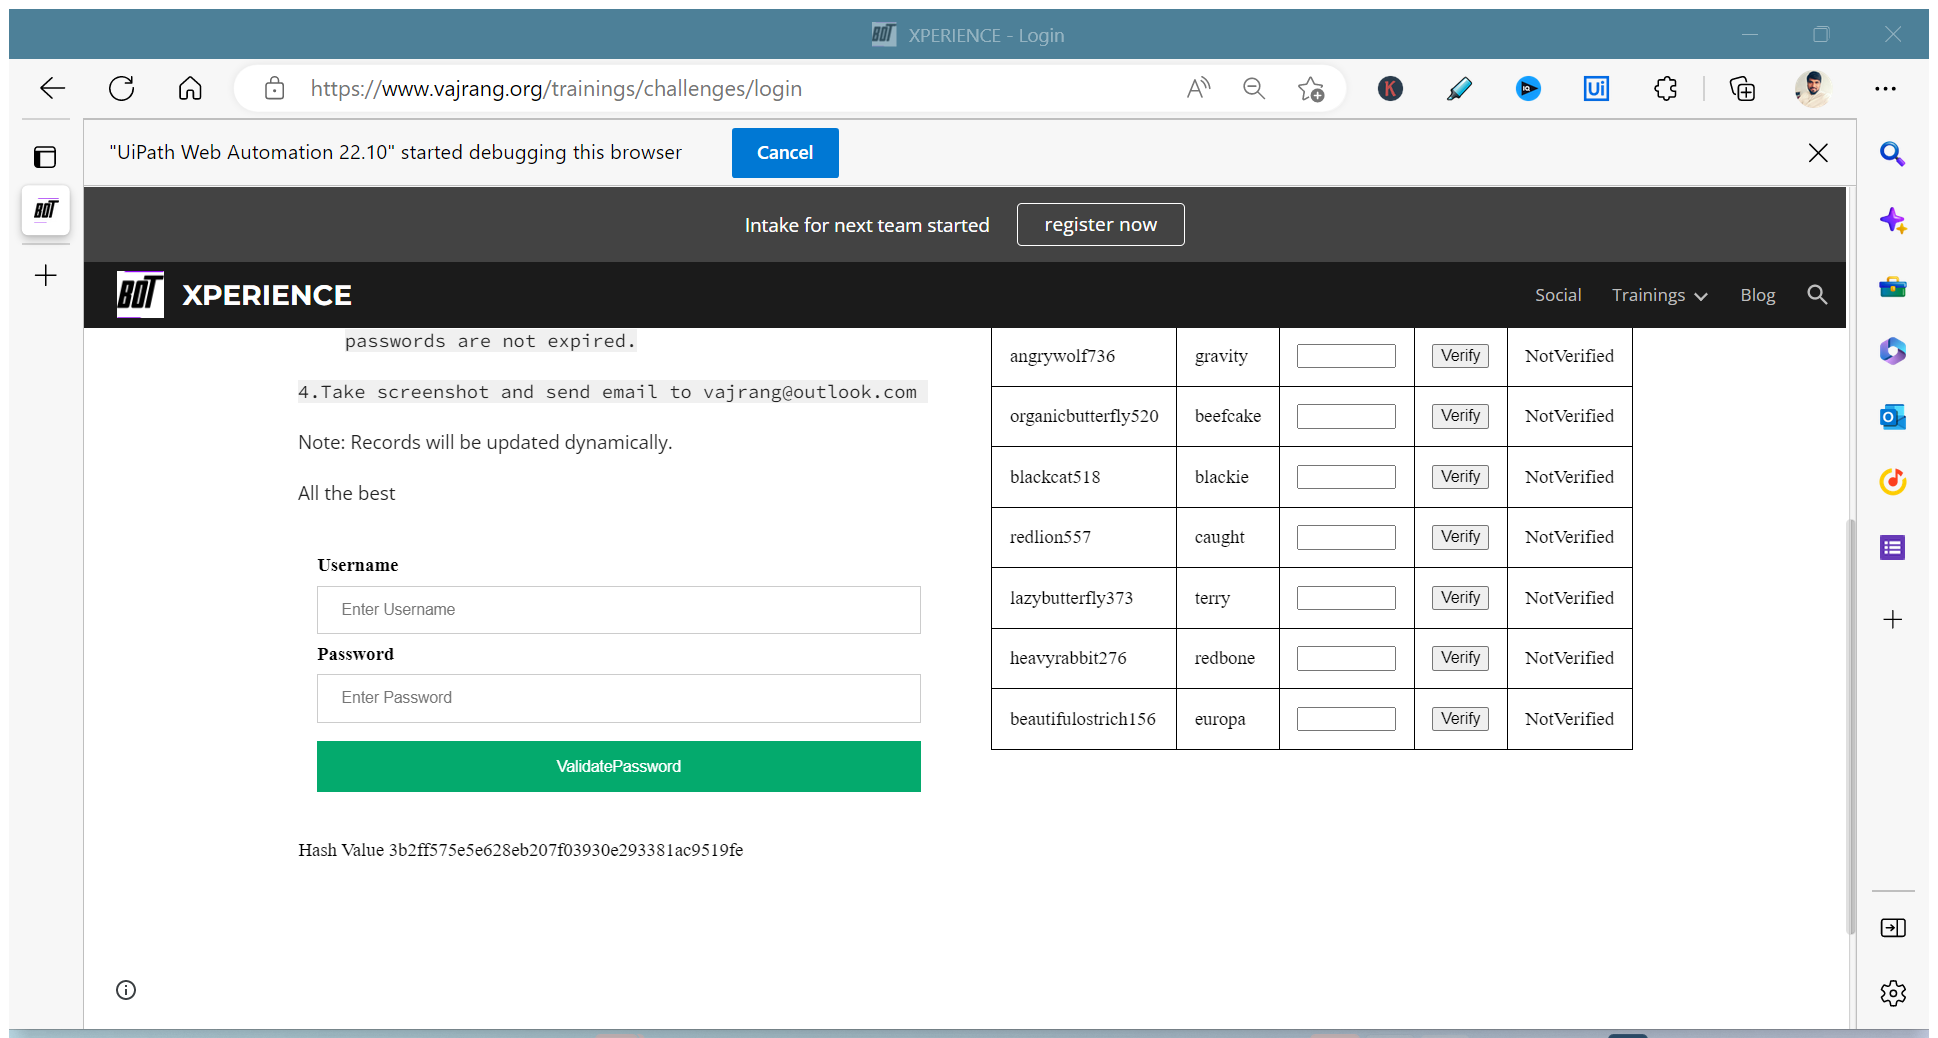 BOT XPERIENCE - Login
https://www.vajrang.org/trainings/challenges/login
"UiPath Web Automation 22.10" started debugging this browser Cancel
Intake for next team started register now
BOT XPERIENCE Social Trainings Blog
passwords are not expired.
4.Take screenshot and send email to vajrang@outlook.com
Note: Records will be updated dynamically.
All the best
Username
Enter Username
Password
Enter Password
ValidatePassword
Hash Value 3b2ff575e5e628eb207f03930e293381ac9519fe
angrywolf736 gravity Verify NotVerified
organicbutterfly520 beefcake Verify NotVerified
blackcat518 blackie Verify NotVerified
redlion557 caught Verify NotVerified
lazybutterfly373 terry Verify NotVerified
heavyrabbit276 redbone Verify NotVerified
beautifulostrich156 europa Verify NotVerified